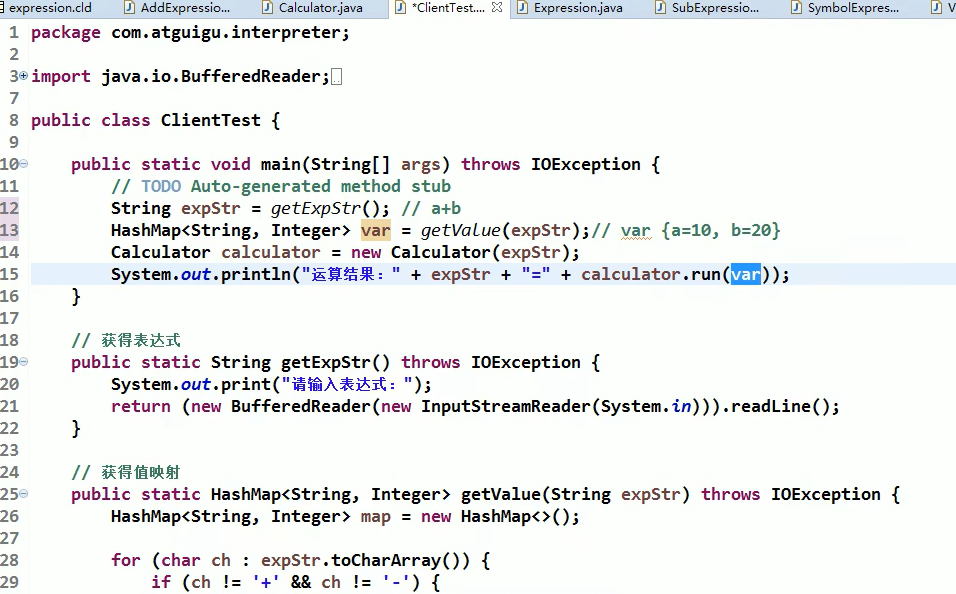 expression.cld AddExpressio... Calculator.java *ClientTest.... Expression.java SubExpressio... SymbolExpres... V
1 package com.atguigu.interpreter;
2
3 import java.io.BufferedReader;
7
8 public class ClientTest {
9
10 public static void main(String[] args) throws IOException {
11 // TODO Auto-generated method stub
12 String expStr = getExpStr(); // a+b
13 HashMap<String, Integer> var = getValue(expStr);// var {a=10, b=20}
14 Calculator calculator = new Calculator(expStr);
15 System.out.println("运算结果:" + expStr + "=" + calculator.run(var));
16 }
17
18 // 获得表达式
19 public static String getExpStr() throws IOException {
20 System.out.print("请输入表达式:");
21 return (new BufferedReader(new InputStreamReader(System.in))).readLine();
22 }
23
24 // 获得值映射
25 public static HashMap<String, Integer> getValue(String expStr) throws IOException {
26 HashMap<String, Integer> map = new HashMap<>();
27
28 for (char ch : expStr.toCharArray()) {
29 if (ch != '+' && ch != '-') {